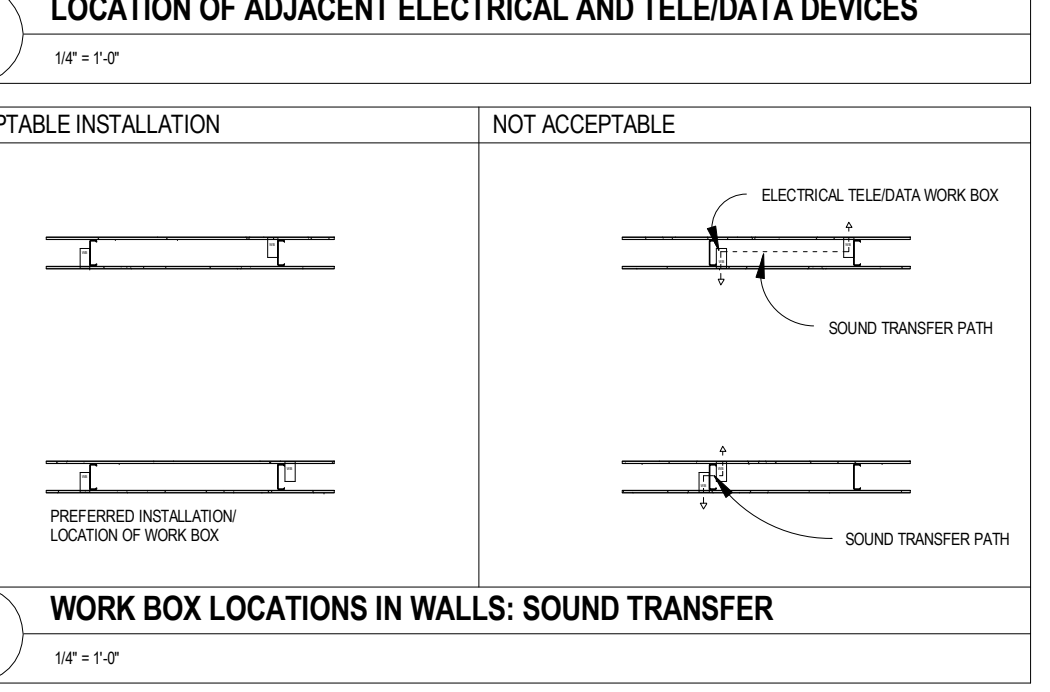 LOCATION OF ADJACENT ELECTRICAL AND TELE/DATA DEVICES
1/4" = 1'-0"
PTABLE INSTALLATION
NOT ACCEPTABLE
ELECTRICAL TELE/DATA WORK BOX
SOUND TRANSFER PATH
PREFERRED INSTALLATION/
LOCATION OF WORK BOX
SOUND TRANSFER PATH
WORK BOX LOCATIONS IN WALLS: SOUND TRANSFER
1/4" = 1'-0"